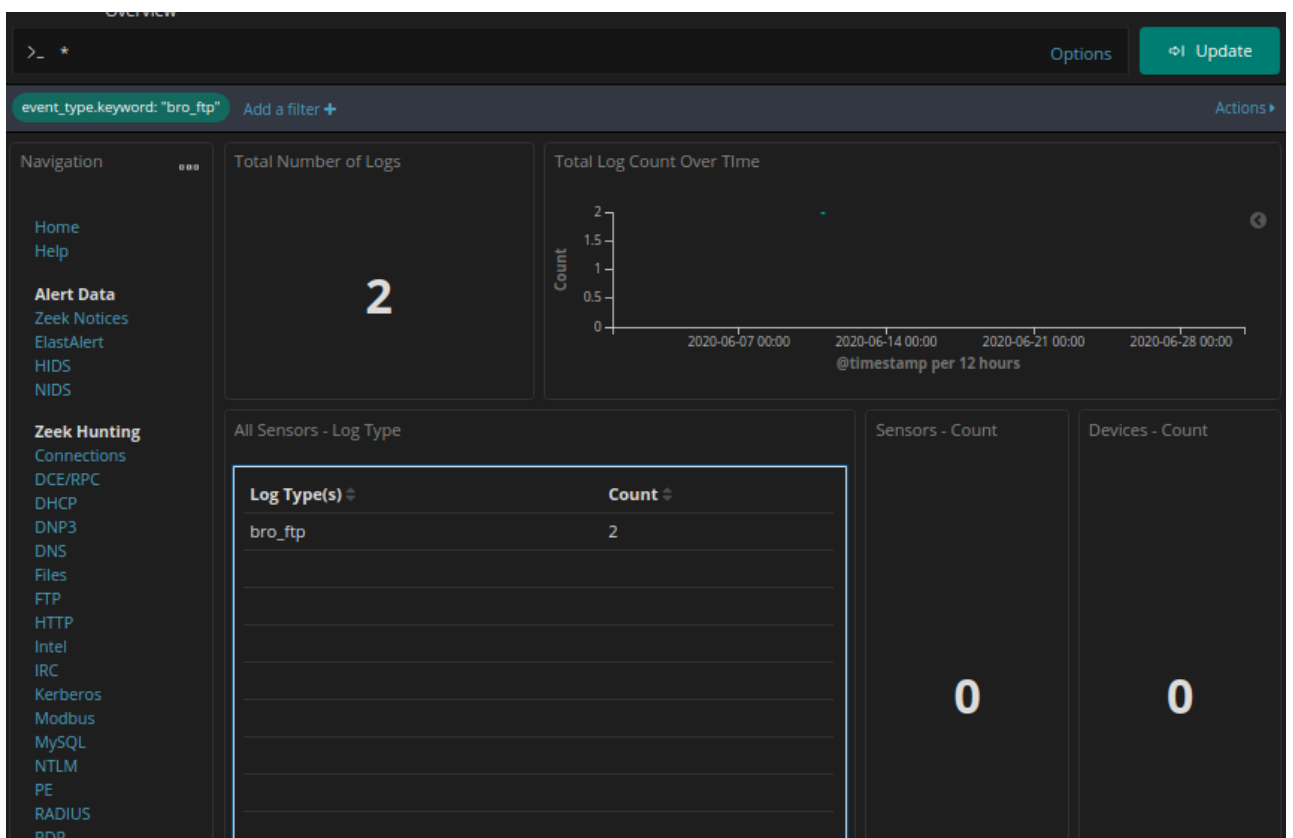 Overview
>_ *
Options
Update
event_type.keyword: "bro_ftp"
Add a filter +
Actions
Navigation
Home
Help
Alert Data
Zeek Notices
ElastAlert
HIDS
NIDS
Zeek Hunting
Connections
DCE/RPC
DHCP
DNP3
DNS
Files
FTP
HTTP
Intel
IRC
Kerberos
Modbus
MySQL
NTLM
PE
RADIUS
RDP
Total Number of Logs
2
Total Log Count Over TIme
Count
2
1.5
1
0.5
0
2020-06-07 00:00
2020-06-14 00:00
2020-06-21 00:00
2020-06-28 00:00
@timestamp per 12 hours
All Sensors - Log Type
Log Type(s) Count
bro_ftp 2
Sensors - Count
0
Devices - Count
0